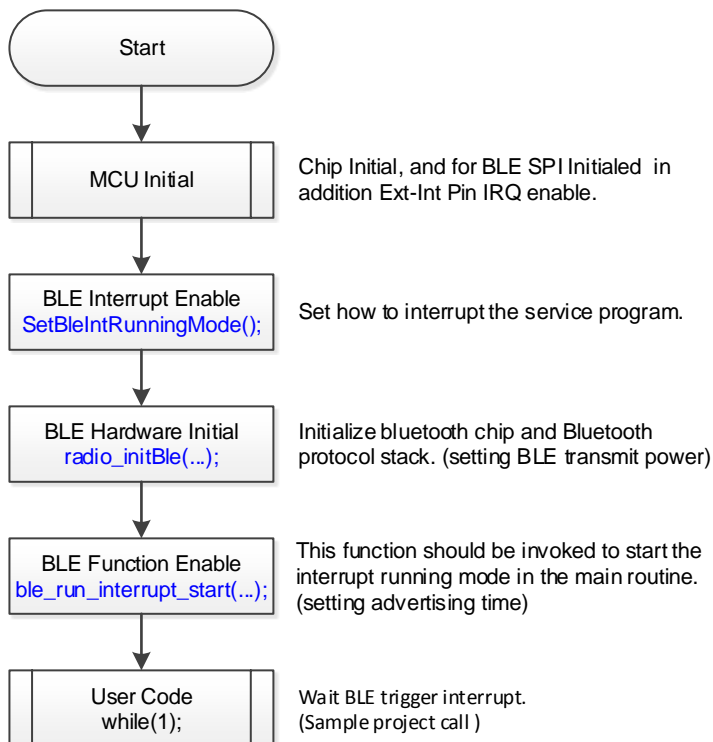 Start
MCU Initial
Chip Initial, and for BLE SPI Initialed in
addition Ext-Int Pin IRQ enable.
BLE Interrupt Enable
SetBleIntRunningMode();
Set how to interrupt the service program.
BLE Hardware Initial
radio_initBle(...);
Initialize bluetooth chip and Bluetooth
protocol stack. (setting BLE transmit power)
BLE Function Enable
ble_run_interrupt_start(...);
This function should be invoked to start the
interrupt running mode in the main routine.
(setting advertising time)
User Code
while(1);
Wait BLE trigger interrupt.
(Sample project call )